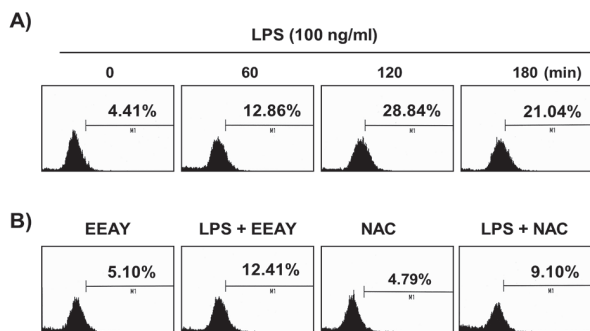 A)
LPS (100 ng/ml)
0 60 120 180 (min)
4.41% 12.86% 28.84% 21.04%
M1 M1 M1 M1
B)
EEAY LPS + EEAY NAC LPS + NAC
5.10% 12.41% 4.79% 9.10%
M1 M1 M1 M1